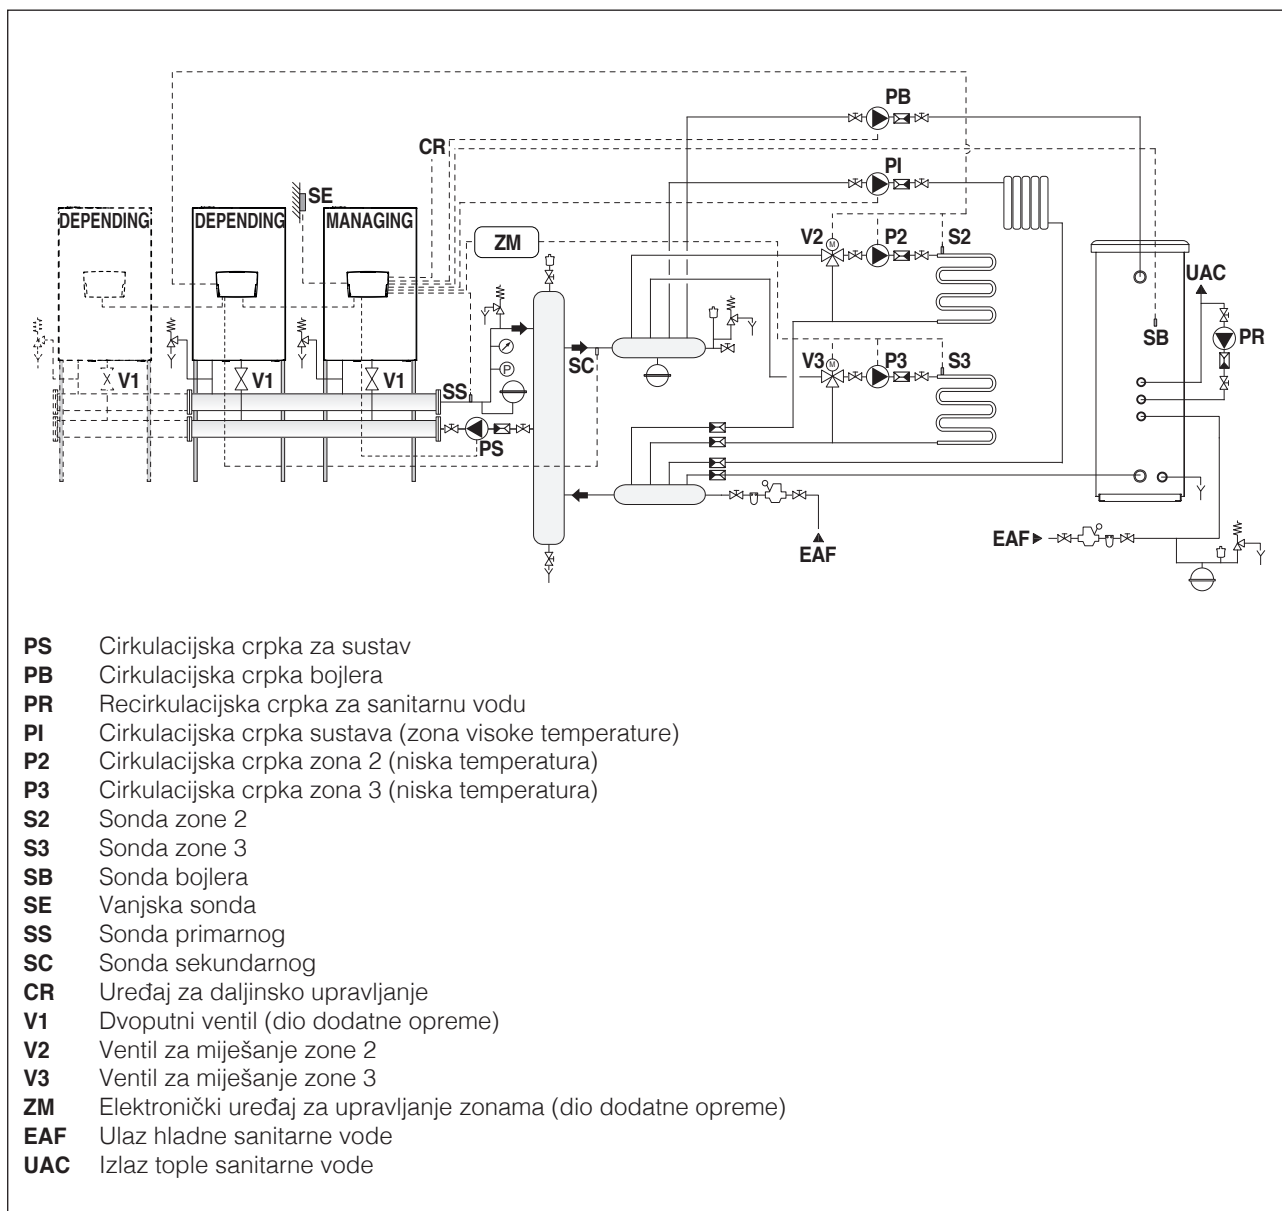 PB
CR
PI
SE
DEPENDING
DEPENDING
MANAGING
ZM
V2
P2
S2
UAC
SB
PR
SC
V3
P3
S3
V1
V1
V1
SS
P
M
M
PS
EAF
EAF
PS Cirkulacijska crpka za sustav
PB Cirkulacijska crpka bojlera
PR Recirkulacijska crpka za sanitarnu vodu
PI Cirkulacijska crpka sustava (zona visoke temperature)
P2 Cirkulacijska crpka zona 2 (niska temperatura)
P3 Cirkulacijska crpka zona 3 (niska temperatura)
S2 Sonda zone 2
S3 Sonda zone 3
SB Sonda bojlera
SE Vanjska sonda
SS Sonda primarnog
SC Sonda sekundarnog
CR Uređaj za daljinsko upravljanje
V1 Dvoputni ventil (dio dodatne opreme)
V2 Ventil za miješanje zone 2
V3 Ventil za miješanje zone 3
ZM Elektronički uređaj za upravljanje zonama (dio dodatne opreme)
EAF Ulaz hladne sanitarne vode
UAC Izlaz tople sanitarne vode